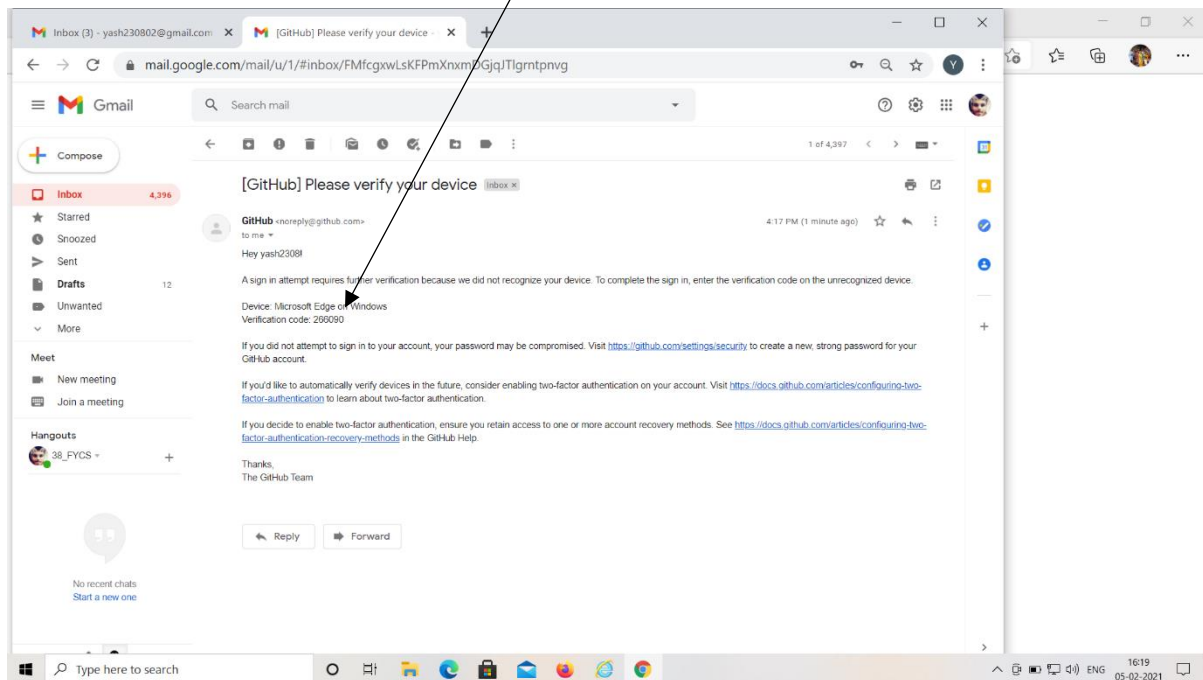 Inbox (3) - yash230802@gmail.com
[GitHub] Please verify your device -
mail.google.com/mail/u/1/#inbox/FMfcgxwLsKFPmXnxmDGjqJTlgrntpnvg
Y
Gmail
Search mail
Compose
1 of 4,397
Inbox 4,396
Starred
Snoozed
Sent
Drafts 12
Unwanted
More
Meet
New meeting
Join a meeting
Hangouts
38_FYCS
No recent chats
Start a new one
[GitHub] Please verify your device Inbox ×
GitHub <noreply@github.com> 4:17 PM (1 minute ago)
to me
Hey yash2308!
A sign in attempt requires further verification because we did not recognize your device. To complete the sign in, enter the verification code on the unrecognized device.
Device: Microsoft Edge on Windows
Verification code: 266090
If you did not attempt to sign in to your account, your password may be compromised. Visit https://github.com/settings/security to create a new, strong password for your
GitHub account.
If you'd like to automatically verify devices in the future, consider enabling two-factor authentication on your account. Visit https://docs.github.com/articles/configuring-two-
factor-authentication to learn about two-factor authentication.
If you decide to enable two-factor authentication, ensure you retain access to one or more account recovery methods. See https://docs.github.com/articles/configuring-two-
factor-authentication-recovery-methods in the GitHub Help.
Thanks,
The GitHub Team
Reply Forward
Type here to search
ENG
16:19
05-02-2021